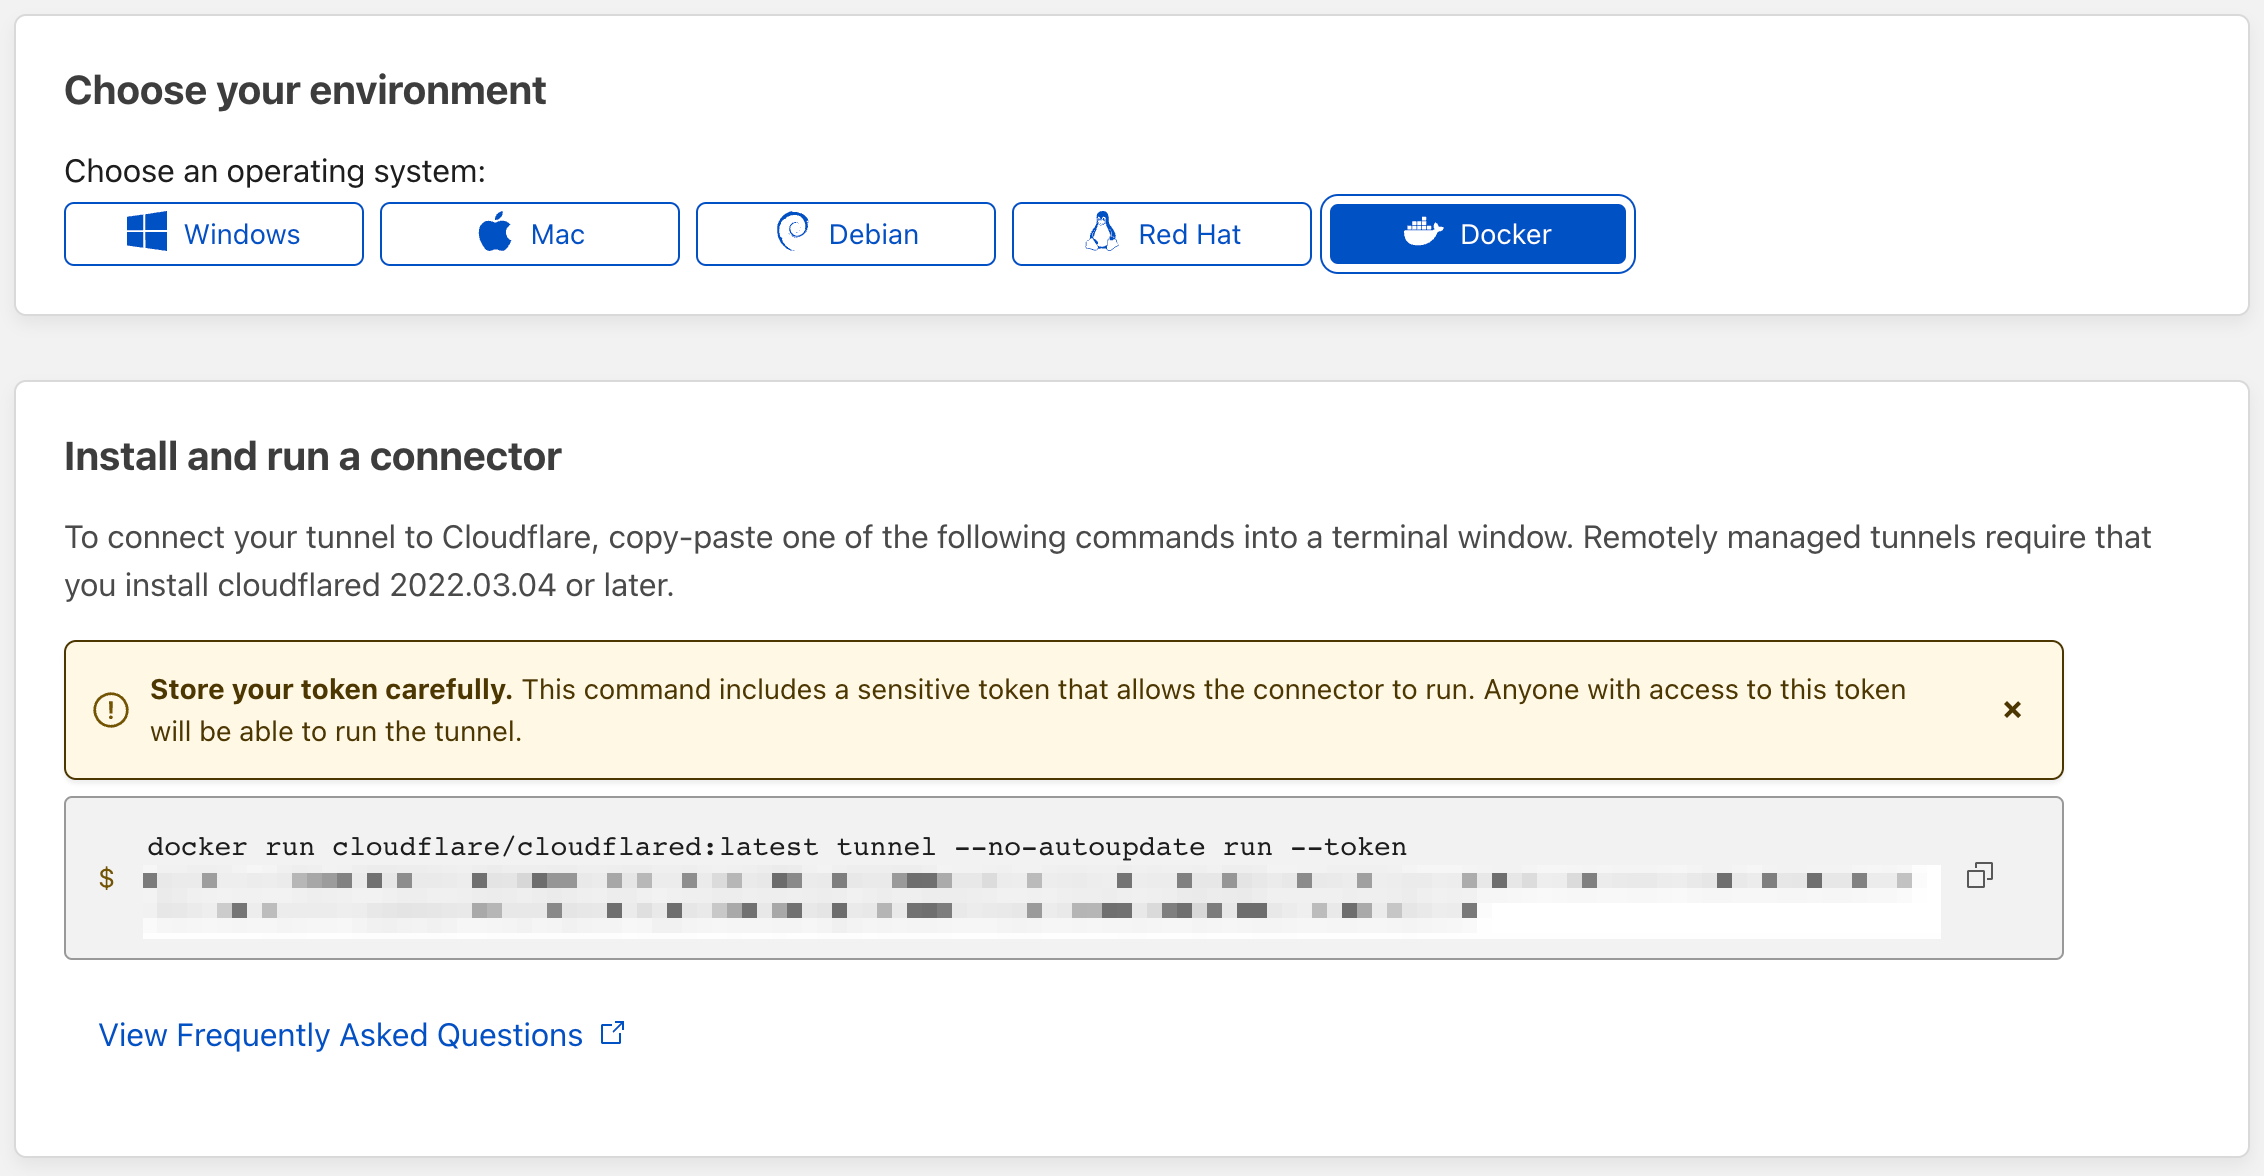 Choose your environment
Choose an operating system:
Windows
Mac
Debian
Red Hat
Docker
Install and run a connector
To connect your tunnel to Cloudflare, copy-paste one of the following commands into a terminal window. Remotely managed tunnels require that
you install cloudflared 2022.03.04 or later.
Store your token carefully. This command includes a sensitive token that allows the connector to run. Anyone with access to this token
will be able to run the tunnel.
$ docker run cloudflare/cloudflared:latest tunnel --no-autoupdate run --token
View Frequently Asked Questions